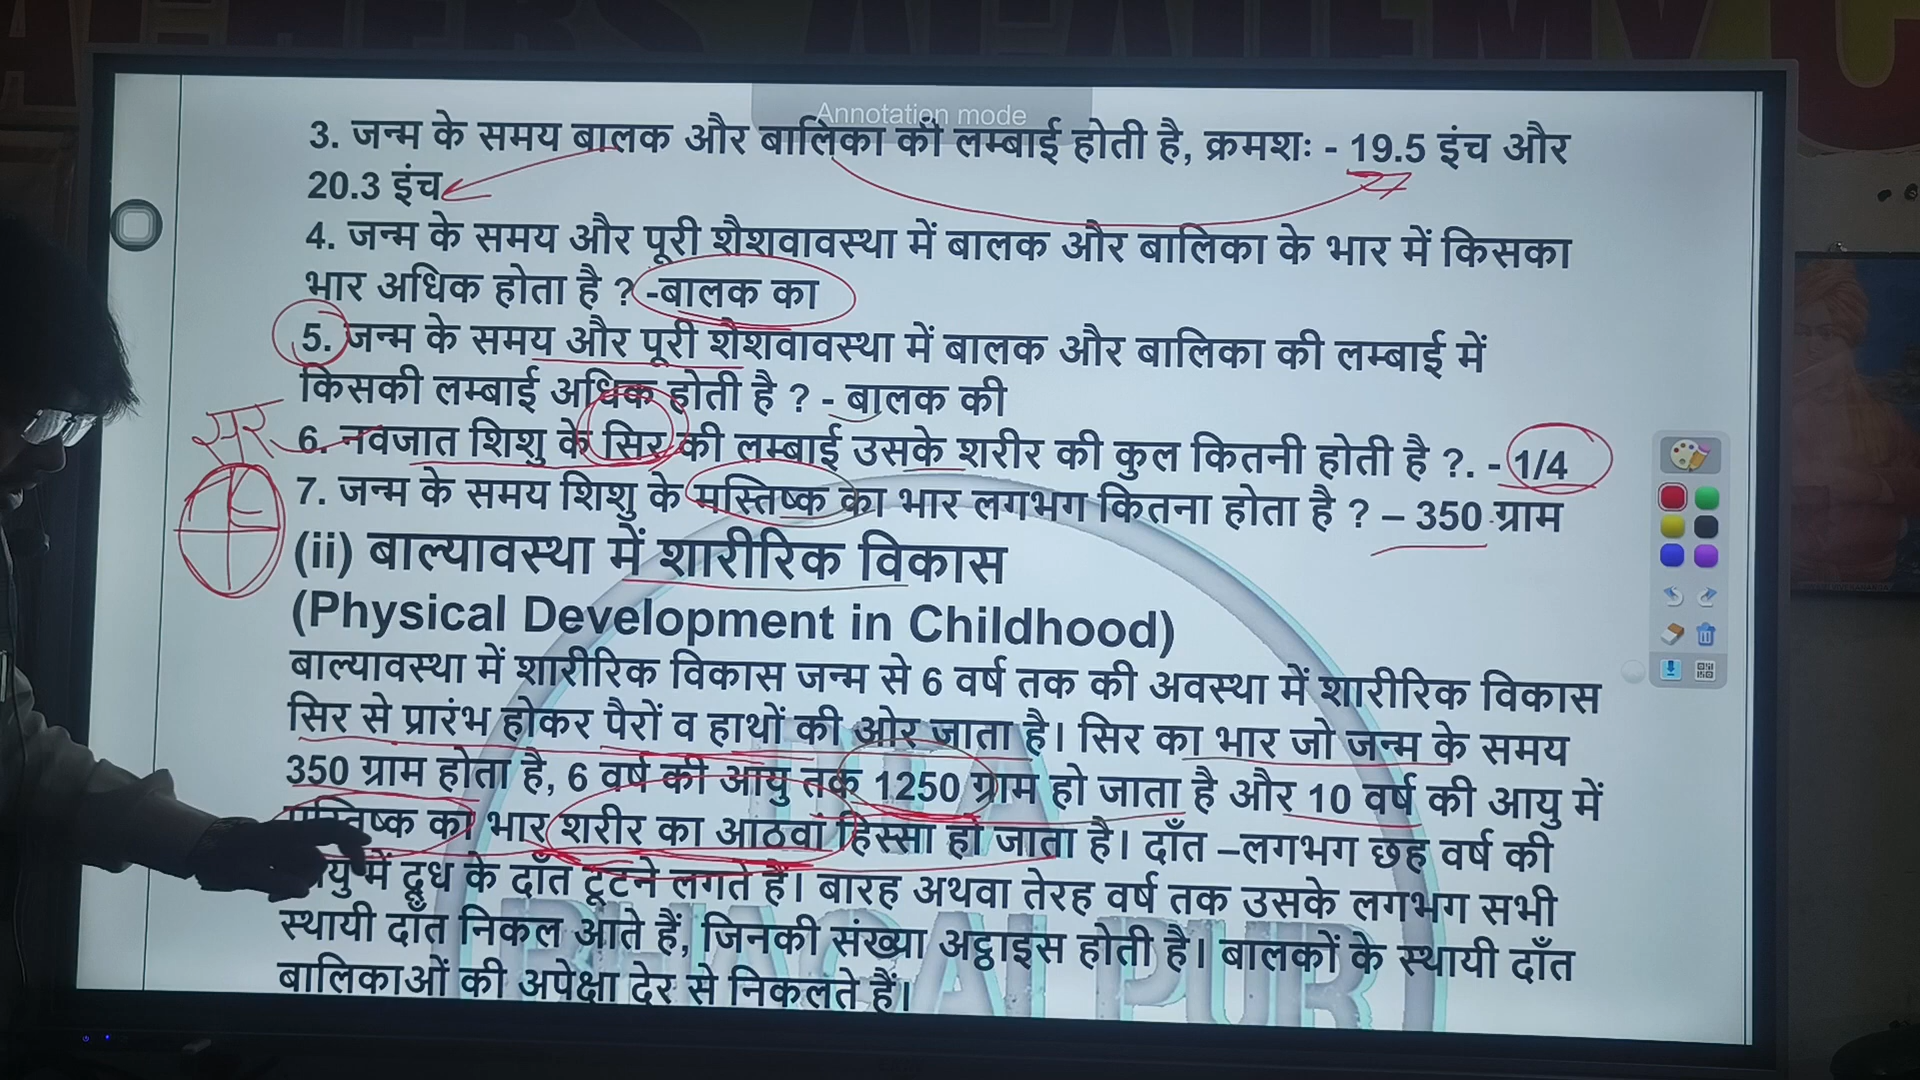 Annotation mode
3. जन्म के समय बालक और बालिका की लम्बाई होती है, क्रमशः - 19.5 इंच और
20.3 इंच
4. जन्म के समय और पूरी शैशवावस्था में बालक और बालिका के भार में किसका
भार अधिक होता है ? -बालक का
5. जन्म के समय और पूरी शैशवावस्था में बालक और बालिका की लम्बाई में
किसकी लम्बाई अधिक होती है ? - बालक की
सर
6. नवजात शिशु के सिर की लम्बाई उसके शरीर की कुल कितनी होती है ?. - 1/4
7. जन्म के समय शिशु के मस्तिष्क का भार लगभग कितना होता है ? – 350 ग्राम
(ii) बाल्यावस्था में शारीरिक विकास
(Physical Development in Childhood)
बाल्यावस्था में शारीरिक विकास जन्म से 6 वर्ष तक की अवस्था में शारीरिक विकास
सिर से प्रारंभ होकर पैरों व हाथों की ओर जाता है। सिर का भार जो जन्म के समय
350 ग्राम होता है, 6 वर्ष की आयु तक 1250 ग्राम हो जाता है और 10 वर्ष की आयु में
मस्तिष्क का भार शरीर का आठवां हिस्सा हो जाता है। दाँत –लगभग छह वर्ष की
में दूध के दाँत टूटने लगते हैं। बारह अथवा तेरह वर्ष तक उसके लगभग सभी
स्थायी दाँत निकल आते हैं, जिनकी संख्या अट्ठाइस होती है। बालकों के स्थायी दाँत
बालिकाओं की अपेक्षा देर से निकलते हैं।
BHAGALPUR